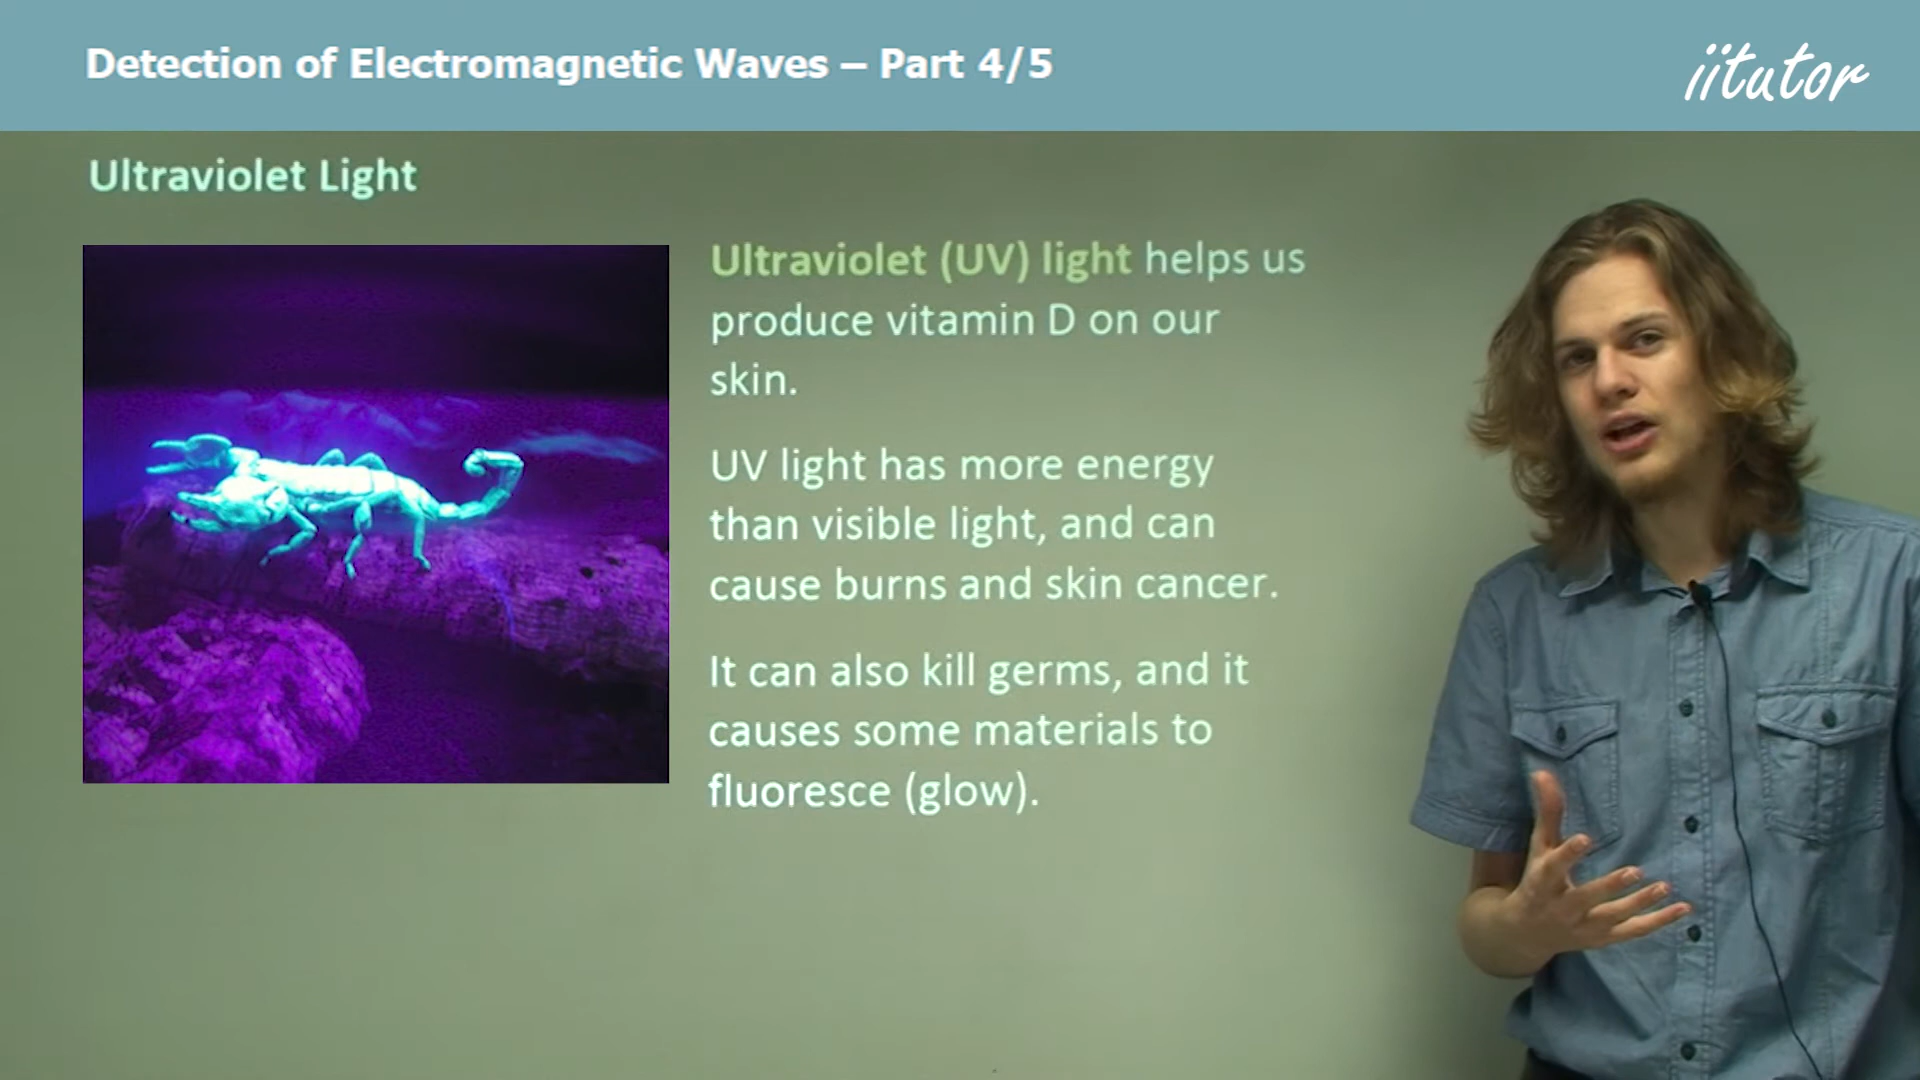 Detection of Electromagnetic Waves – Part 4/5
iitutor
Ultraviolet Light
Ultraviolet (UV) light helps us
produce vitamin D on our
skin.
UV light has more energy
than visible light, and can
cause burns and skin cancer.
It can also kill germs, and it
causes some materials to
fluoresce (glow).